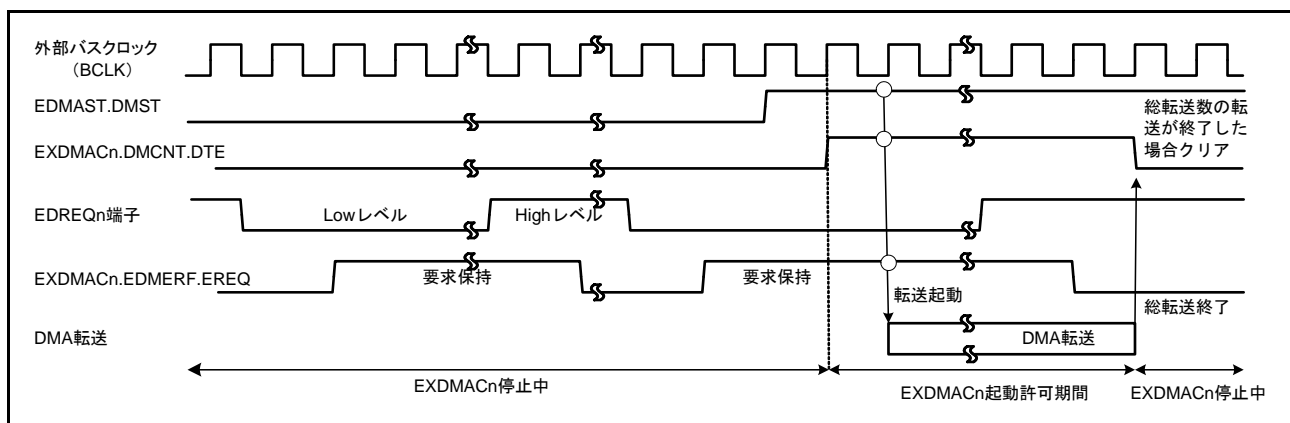 外部バスクロック
（BCLK）
EDMAST.DMST
総転送数の転
送が終了した
場合クリア
EXDMACn.DMCNT.DTE
EDREQn端子
Lowレベル
Highレベル
EXDMACn.EDMERF.EREQ
要求保持
要求保持
転送起動
総転送終了
DMA転送
DMA転送
EXDMACn停止中
EXDMACn起動許可期間
EXDMACn停止中